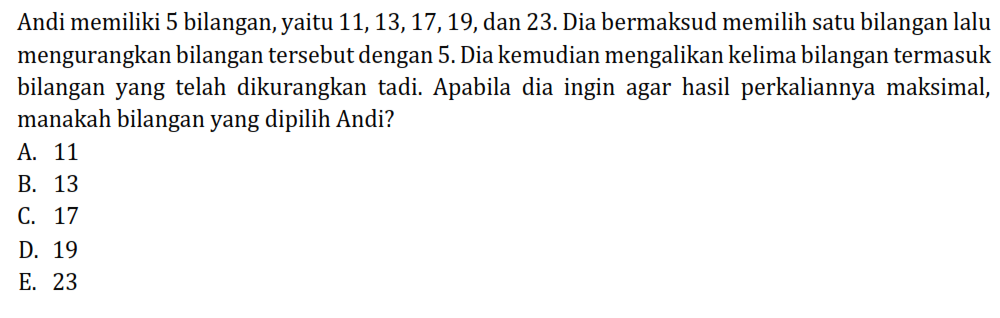 Andi memiliki 5 bilangan, yaitu 11, 13, 17, 19, dan 23. Dia bermaksud memilih satu bilangan lalu
mengurangkan bilangan tersebut dengan 5. Dia kemudian mengalikan kelima bilangan termasuk
bilangan yang telah dikurangkan tadi. Apabila dia ingin agar hasil perkaliannya maksimal,
manakah bilangan yang dipilih Andi?
A. 11
B. 13
C. 17
D. 19
E. 23